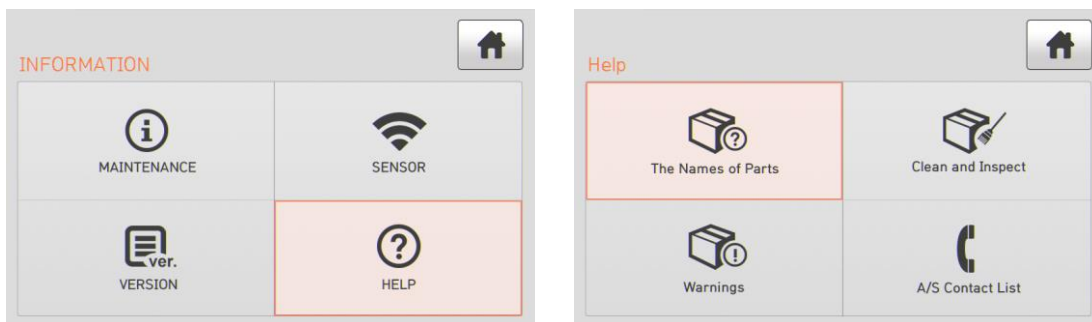 INFORMATION
MAINTENANCE
SENSOR
ver.
VERSION
HELP
Help
The Names of Parts
Clean and Inspect
Warnings
A/S Contact List